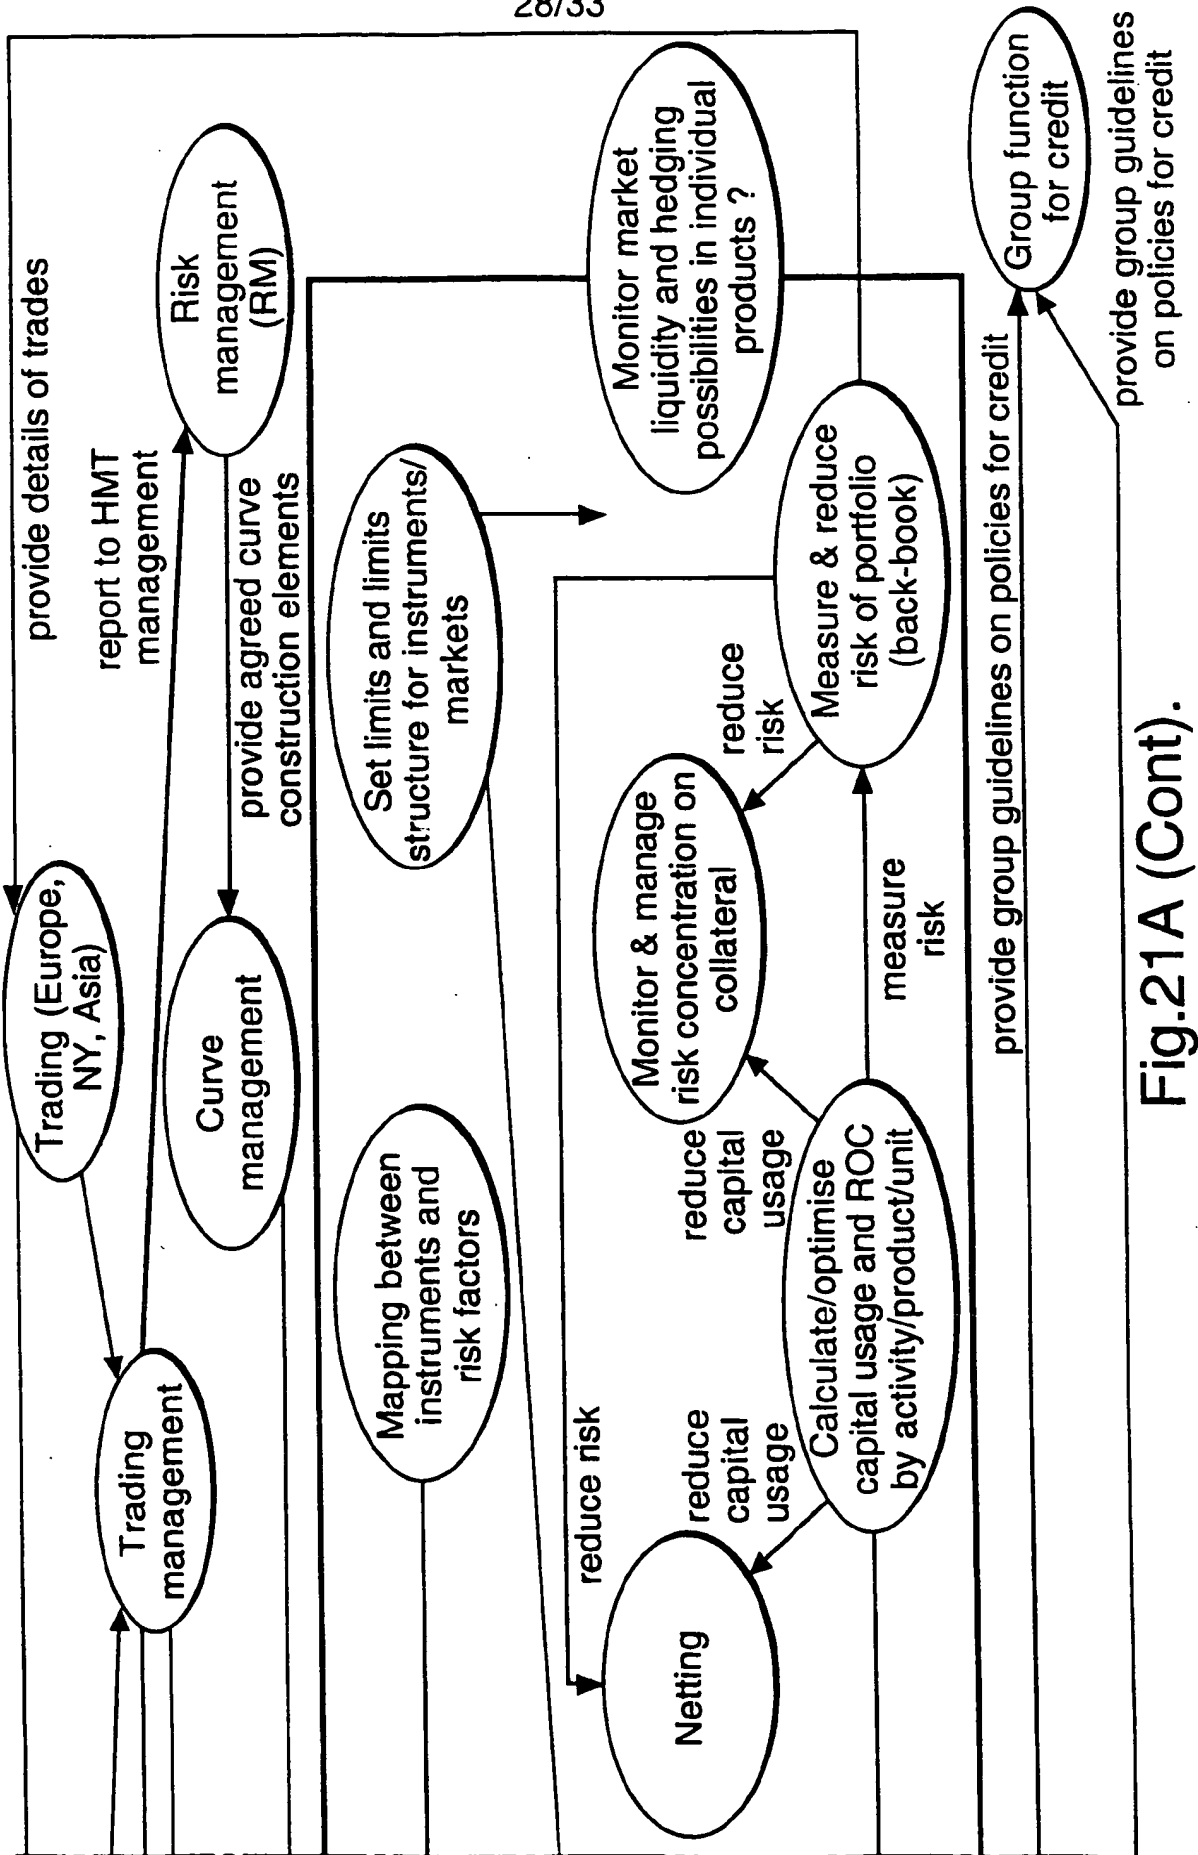 28/33
provide details of trades
Trading (Europe,
NY, Asia)
report to HMT
management
Risk
management
(RM)
Trading
management
Curve
management
provide agreed curve
construction elements
Mapping between
instruments and
risk factors
Set limits and limits
structure for instruments/
markets
Monitor market
liquidity and hedging
possibilities in individual
products ?
reduce risk
Netting
reduce
capital
usage
reduce
capital
usage
Monitor & manage
risk concentration on
collateral
reduce
risk
Calculate/optimise
capital usage and ROC
by activity/product/unit
measure
risk
Measure & reduce
risk of portfolio
(back-book)
provide group guidelines on policies for credit
Group function
for credit
provide group guidelines
on policies for credit
Fig.21A (Cont).